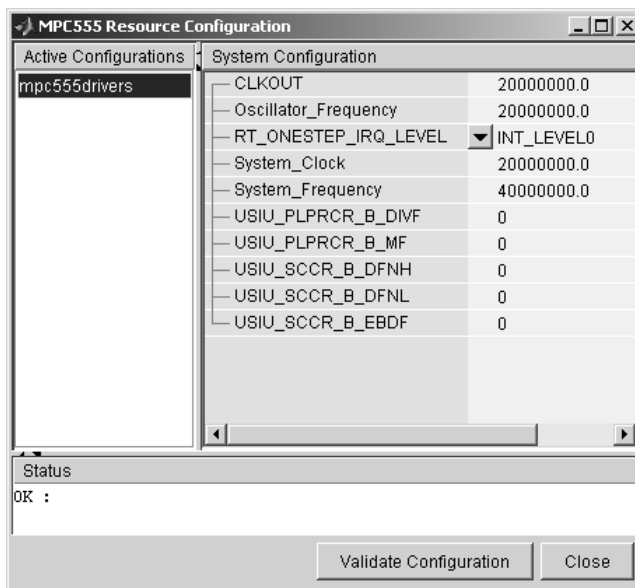 MPC555 Resource Configuration
Active Configurations System Configuration
mpc555drivers
CLKOUT 20000000.0
Oscillator_Frequency 20000000.0
RT_ONESTEP_IRQ_LEVEL INT_LEVEL0
System_Clock 20000000.0
System_Frequency 40000000.0
USIU_PLPRCR_B_DIVF 0
USIU_PLPRCR_B_MF 0
USIU_SCCR_B_DFNH 0
USIU_SCCR_B_DFNL 0
USIU_SCCR_B_EBDF 0
Status
OK :
Validate Configuration Close